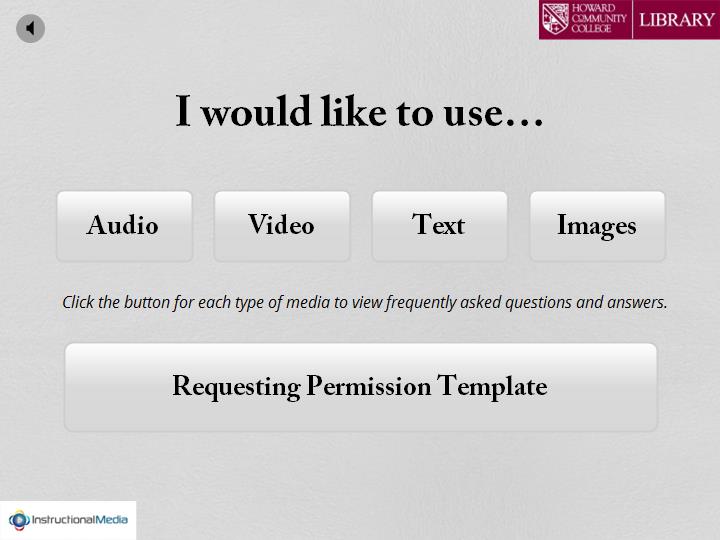 HOWARD
COMMUNITY
COLLEGE
LIBRARY
I would like to use...
Audio
Video
Text
Images
Click the button for each type of media to view frequently asked questions and answers.
Requesting Permission Template
InstructionalMedia